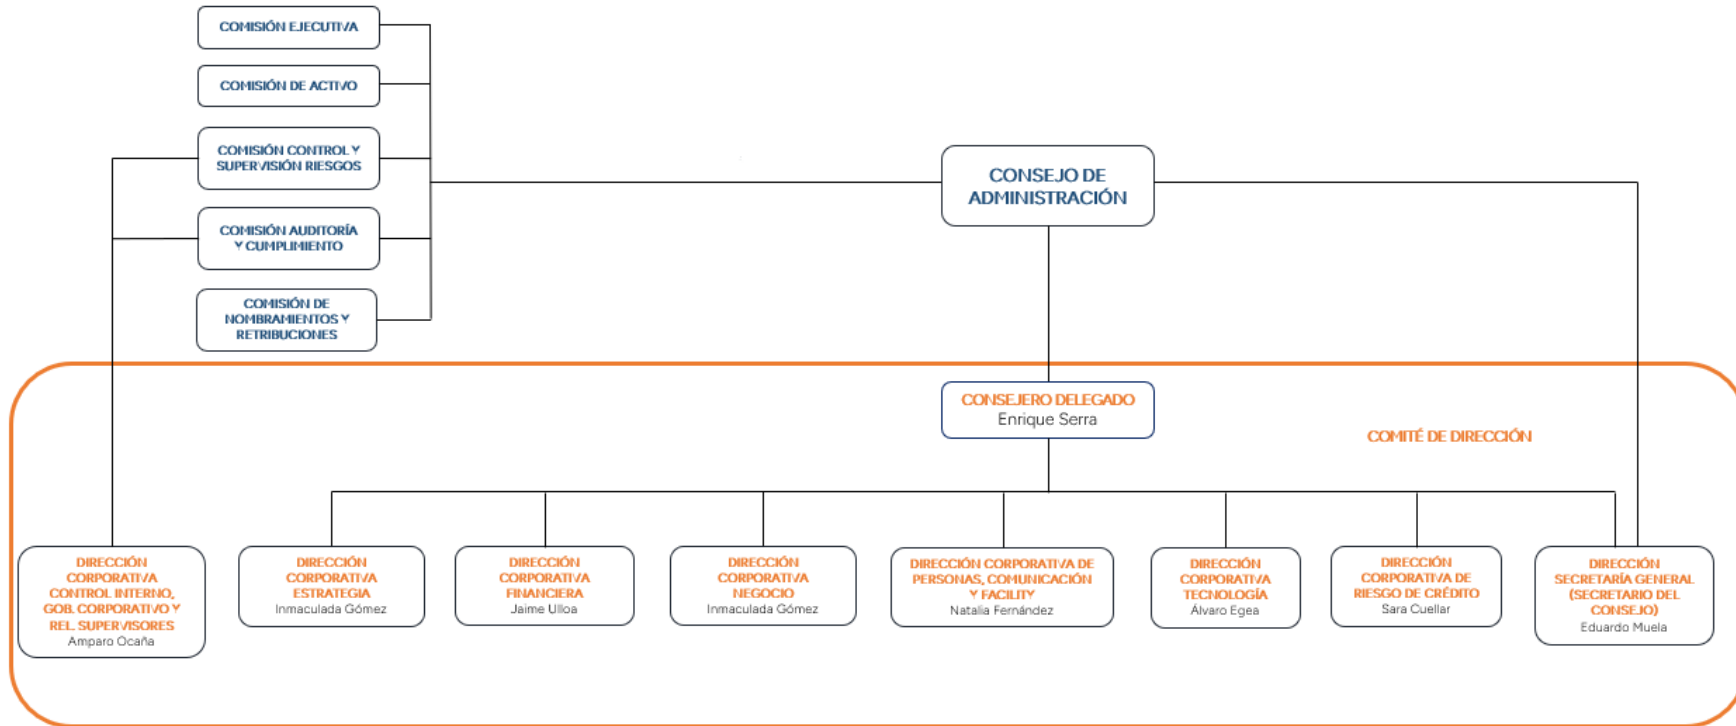 COMISIÓN EJECUTIVA
COMISIÓN DE ACTIVO
COMISIÓN CONTROL Y
SUPERVISIÓN RIESGOS
COMISIÓN AUDITORÍA
Y CUMPLIMIENTO
COMISIÓN DE
NOMBRAMIENTOS Y
RETRIBUCIONES
CONSEJO DE
ADMINISTRACIÓN
CONSEJERO DELEGADO
Enrique Serra
COMITÉ DE DIRECCIÓN
DIRECCIÓN
CORPORATIVA
CONTROL INTERNO,
GOB. CORPORATIVO Y
REL. SUPERVISORES
Amparo Ocaña
DIRECCIÓN
CORPORATIVA
ESTRATEGIA
Inmaculada Gómez
DIRECCIÓN
CORPORATIVA
FINANCIERA
Jaime Ulloa
DIRECCIÓN
CORPORATIVA
NEGOCIO
Inmaculada Gómez
DIRECCIÓN CORPORATIVA DE
PERSONAS, COMUNICACIÓN
Y FACILITY
Natalia Fernández
DIRECCIÓN
CORPORATIVA
TECNOLOGÍA
Álvaro Egea
DIRECCIÓN
CORPORATIVA DE
RIESGO DE CRÉDITO
Sara Cuellar
DIRECCIÓN
SECRETARÍA GENERAL
(SECRETARIO DEL
CONSEJO)
Eduardo Muela